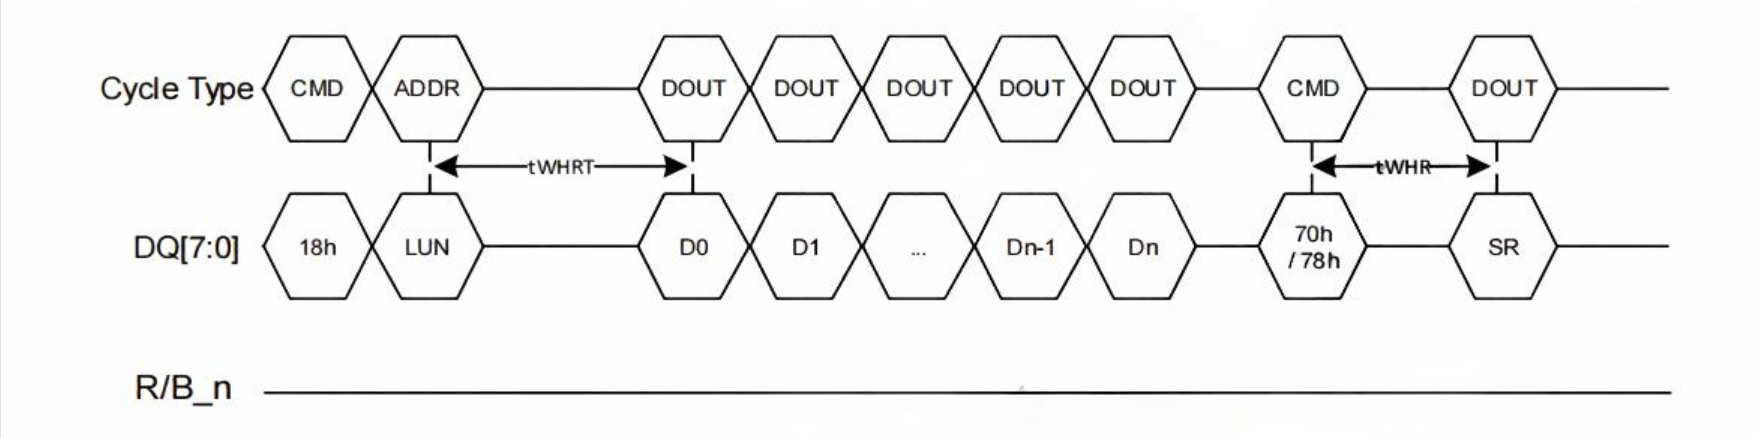 Cycle Type CMD ADDR DOUT DOUT DOUT DOUT DOUT CMD DOUT
tWHRT tWHR
DQ[7:0] 18h LUN D0 D1 ... Dn-1 Dn 70h SR
/78h
R/B_n